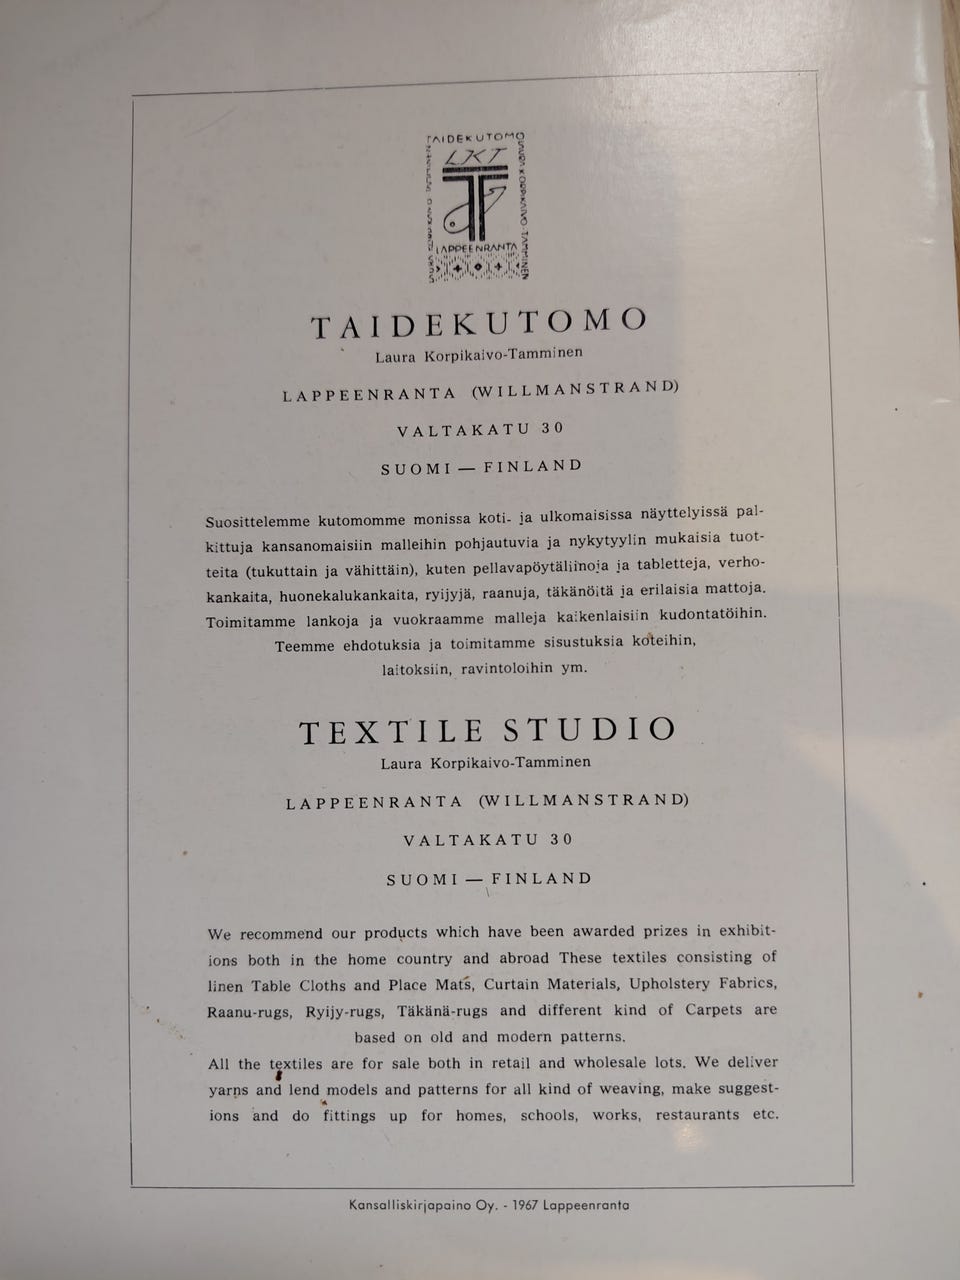 TAIDEKUTOMO
LKT
LAPPEENRANTA
TAIDEKUTOMO
Laura Korpikaivo-Tamminen
LAPPEENRANTA (WILLMANSTRAND)
VALTAKATU 30
SUOMI — FINLAND
Suosittelemme kutomomme monissa koti- ja ulkomaisissa näyttelyissä pal-
kittuja kansanomaisiin malleihin pohjautuvia ja nykytyylin mukaisia tuot-
teita (tukuttain ja vähittäin), kuten pellavapöytäliinoja ja tabletteja, verho-
kankaita, huonekalukankaita, ryijyjä, raanuja, täkänöitä ja erilaisia mattoja.
Toimitamme lankoja ja vuokraamme malleja kaikenlaisiin kudontatöihin.
Teemme ehdotuksia ja toimitamme sisustuksia koteihin,
laitoksiin, ravintoloihin ym.
TEXTILE STUDIO
Laura Korpikaivo-Tamminen
LAPPEENRANTA (WILLMANSTRAND)
VALTAKATU 30
SUOMI — FINLAND
We recommend our products which have been awarded prizes in exhibit-
ions both in the home country and abroad These textiles consisting of
linen Table Cloths and Place Mats, Curtain Materials, Upholstery Fabrics,
Raanu-rugs, Ryijy-rugs, Täkänä-rugs and different kind of Carpets are
based on old and modern patterns.
All the textiles are for sale both in retail and wholesale lots. We deliver
yarns and lend models and patterns for all kind of weaving, make suggest-
ions and do fittings up for homes, schools, works, restaurants etc.
Kansalliskirjapaino Oy. - 1967 Lappeenranta